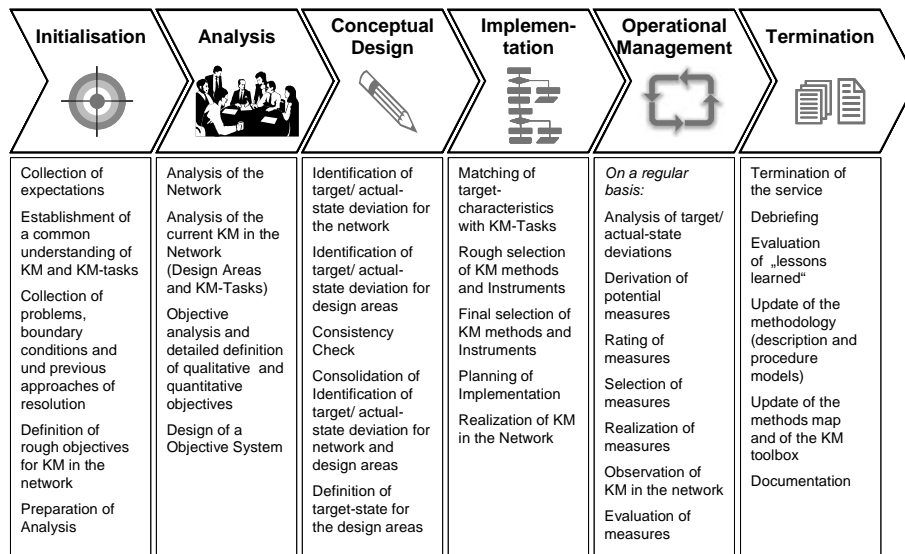 Initialisation
Analysis
Conceptual
Design
Implemen-
tation
Operational
Management
Termination
Collection of
expectations
Establishment of
a common
understanding of
KM and KM-tasks
Collection of
problems,
boundary
conditions and
und previous
approaches of
resolution
Definition of
rough objectives
for KM in the
network
Preparation of
Analysis
Analysis of the
Network
Analysis of the
current KM in the
Network
(Design Areas
and KM-Tasks)
Objective
analysis and
detailed definition
of qualitative and
quantitative
objectives
Design of a
Objective System
Identification of
target/ actual-
state deviation for
the network
Identification of
target/ actual-
state deviation for
design areas
Consistency
Check
Consolidation of
Identification of
target/ actual-
state deviation for
network and
design areas
Definition of
target-state for
the design areas
Matching of
target-
characteristics
with KM-Tasks
Rough selection
of KM methods
and Instruments
Final selection of
KM methods and
Instruments
Planning of
Implementation
Realization of KM
in the Network
On a regular
basis:
Analysis of target/
actual-state
deviations
Derivation of
potential
measures
Rating of
measures
Selection of
measures
Realization of
measures
Observation of
KM in the network
Evaluation of
measures
Termination of
the service
Debriefing
Evaluation
of „lessons
learned“
Update of the
methodology
(description and
procedure
models)
Update of the
methods map
and of the KM
toolbox
Documentation